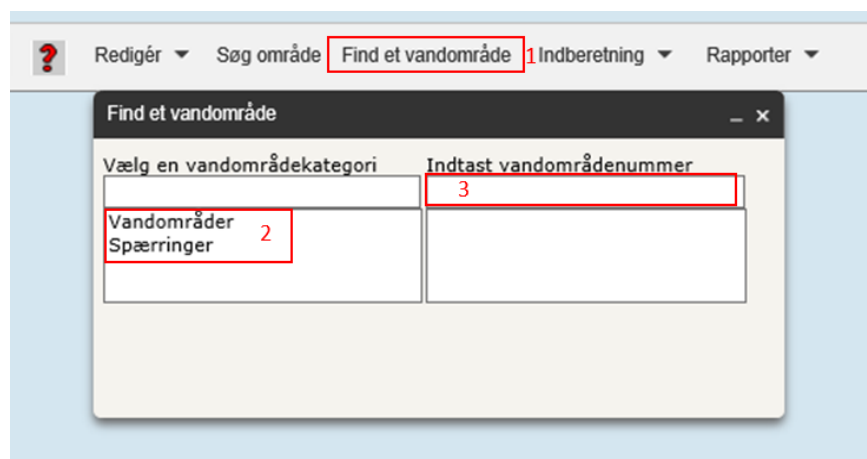 ? Redigér Søg område Find et vandområde 1 Indberetning Rapporter
Find et vandområde
Vælg en vandområdekategori Indtast vandområdenummer
3
Vandområder
2
Spærringer